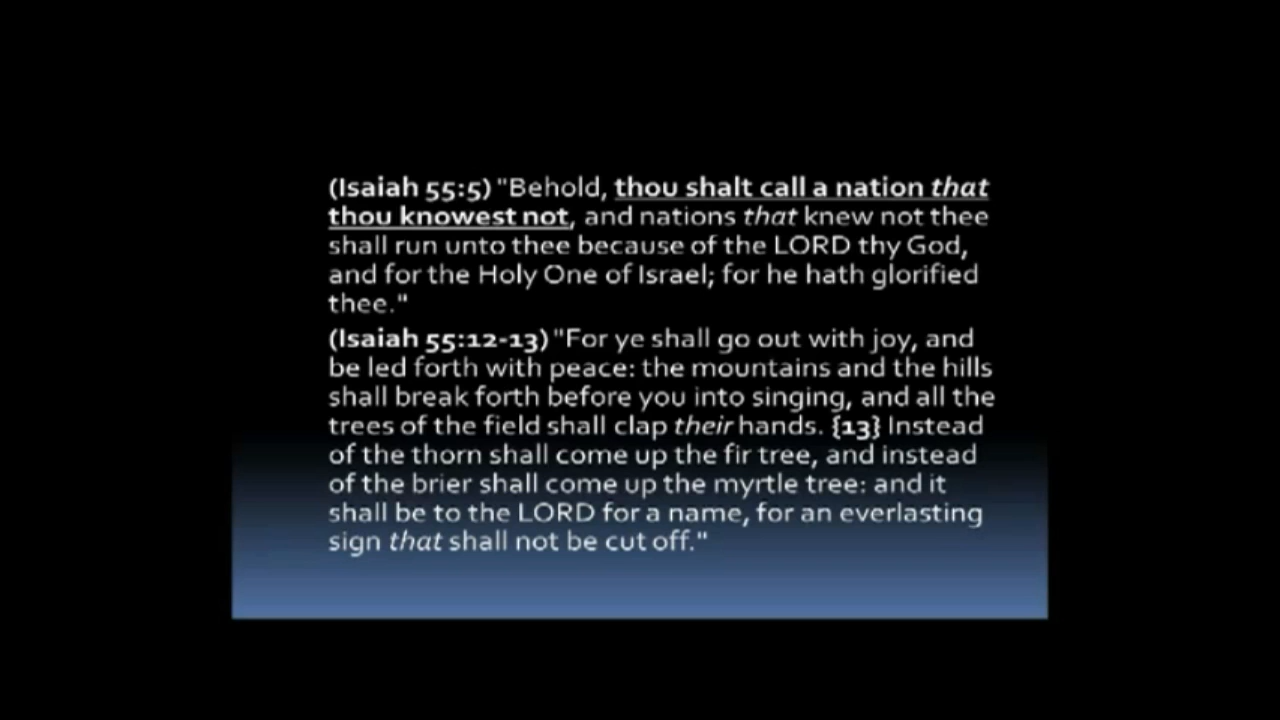 (Isaiah 55:5) "Behold, thou shalt call a nation that
thou knowest not, and nations that knew not thee
shall run unto thee because of the LORD thy God,
and for the Holy One of Israel; for he hath glorified
thee."
(Isaiah 55:12-13) "For ye shall go out with joy, and
be led forth with peace: the mountains and the hills
shall break forth before you into singing, and all the
trees of the field shall clap their hands. {13} Instead
of the thorn shall come up the fir tree, and instead
of the brier shall come up the myrtle tree: and it
shall be to the LORD for a name, for an everlasting
sign that shall not be cut off."